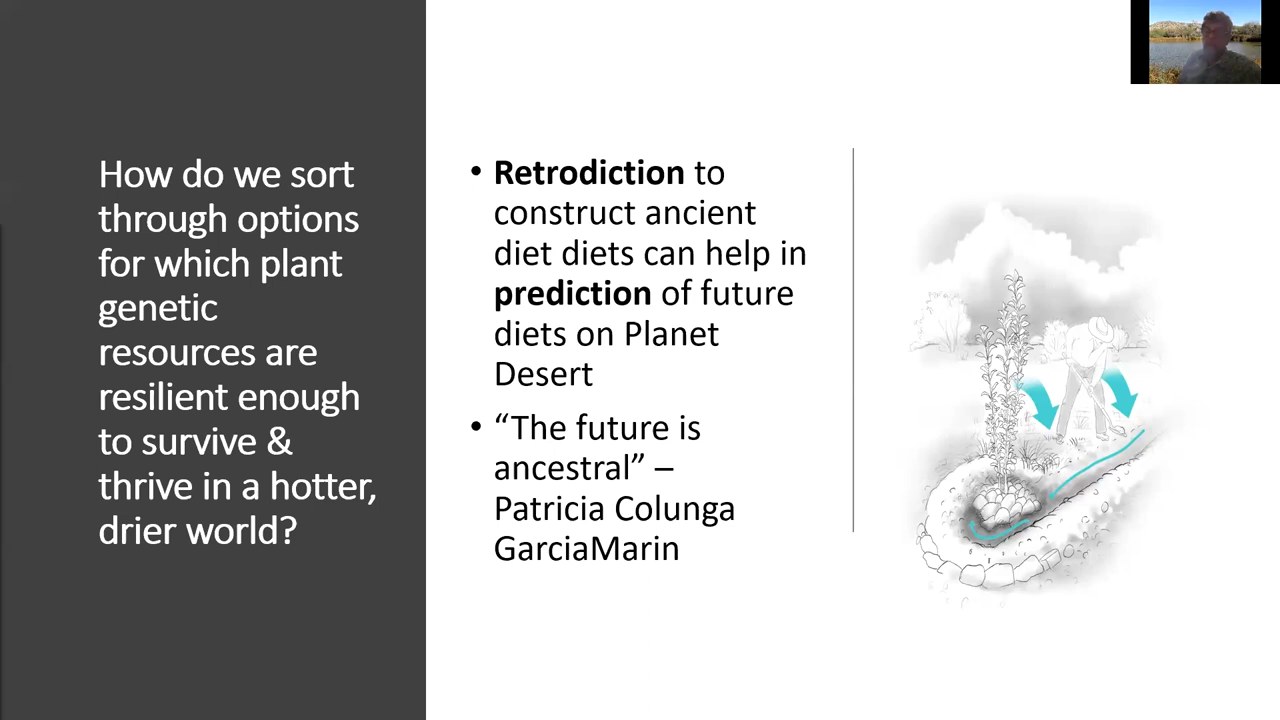 How do we sort
through options
for which plant
genetic
resources are
resilient enough
to survive &
thrive in a hotter,
drier world?
• Retrodiction to
construct ancient
diet diets can help in
prediction of future
diets on Planet
Desert
• “The future is
ancestral” –
Patricia Colunga
GarciaMarin